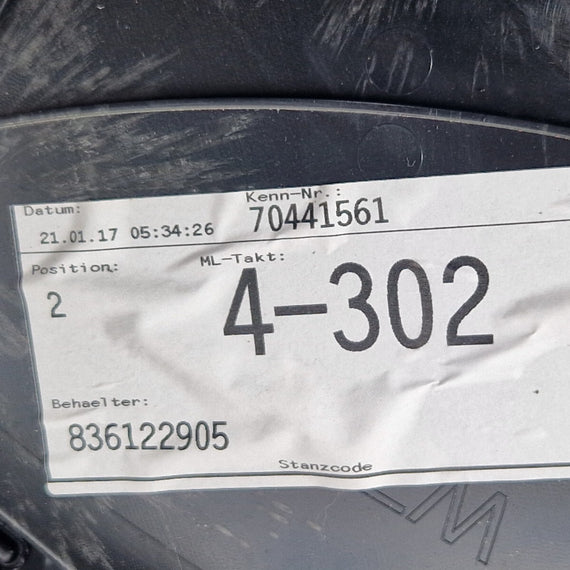 Datum:
Kenn-Nr.:
21.01.17 05:34:26
70441561
Position:
ML-Takt:
2
4-302
Behaelter:
836122905
Stanzcode